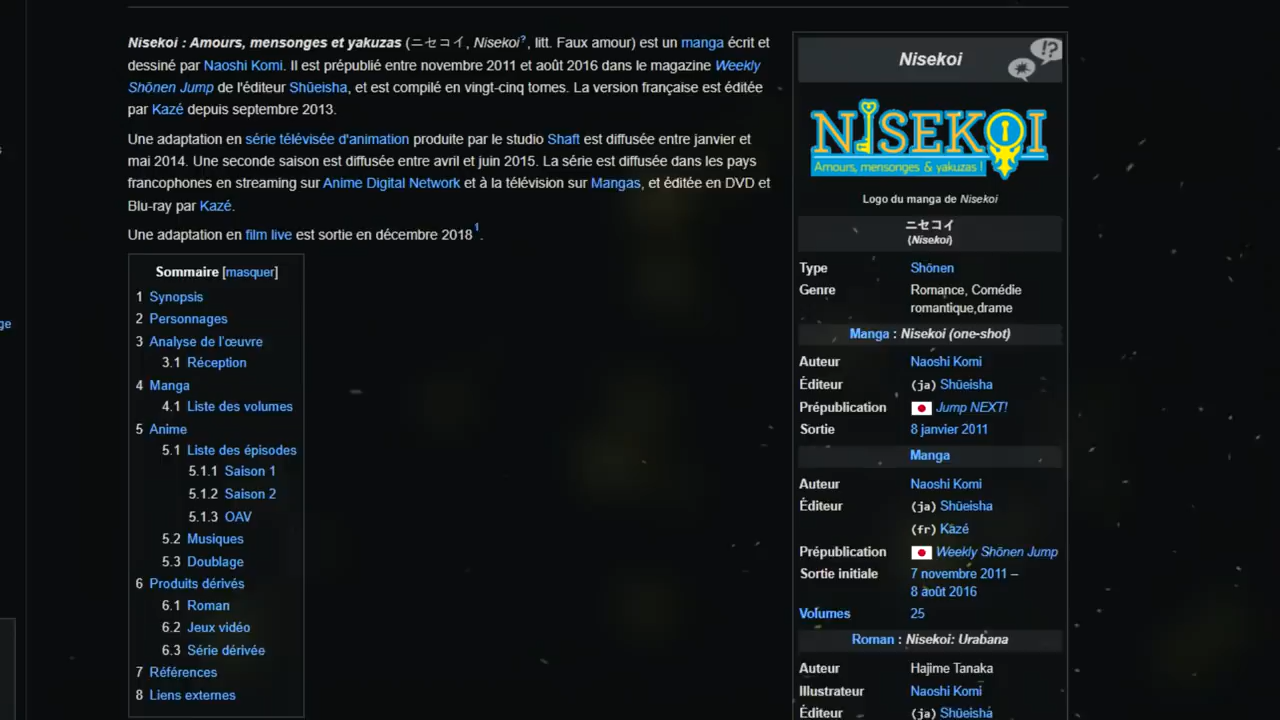 Nisekoi : Amours, mensonges et yakuzas (ニセコイ, Nisekoi?, litt. Faux amour) est un manga écrit et
dessiné par Naoshi Komi. Il est prépublié entre novembre 2011 et août 2016 dans le magazine Weekly
Shōnen Jump de l'éditeur Shūeisha, et est compilé en vingt-cinq tomes. La version française est éditée
par Kazé depuis septembre 2013.
Une adaptation en série télévisée d'animation produite par le studio Shaft est diffusée entre janvier et
mai 2014. Une seconde saison est diffusée entre avril et juin 2015. La série est diffusée dans les pays
francophones en streaming sur Anime Digital Network et à la télévision sur Mangas, et éditée en DVD et
Blu-ray par Kazé.
Une adaptation en film live est sortie en décembre 2018 1.
Sommaire [masquer]
1 Synopsis
2 Personnages
3 Analyse de l'œuvre
3.1 Réception
4 Manga
4.1 Liste des volumes
5 Anime
5.1 Liste des épisodes
5.1.1 Saison 1
5.1.2 Saison 2
5.1.3 OAV
5.2 Musiques
5.3 Doublage
6 Produits dérivés
6.1 Roman
6.2 Jeux vidéo
6.3 Série dérivée
7 Références
8 Liens externes
Nisekoi
!?
NISEKOI
Amours, mensonges & yakuzas !
Logo du manga de Nisekoi
ニセコイ
(Nisekoi)
Type Shōnen
Genre Romance, Comédie
romantique,drame
Manga : Nisekoi (one-shot)
Auteur Naoshi Komi
Éditeur (ja) Shūeisha
Prépublication Jump NEXT!
Sortie 8 janvier 2011
Manga
Auteur Naoshi Komi
Éditeur (ja) Shūeisha
(fr) Kazé
Prépublication Weekly Shōnen Jump
Sortie initiale 7 novembre 2011 –
8 août 2016
Volumes 25
Roman : Nisekoi: Urabana
Auteur Hajime Tanaka
Illustrateur Naoshi Komi
Éditeur (ja) Shūeisha